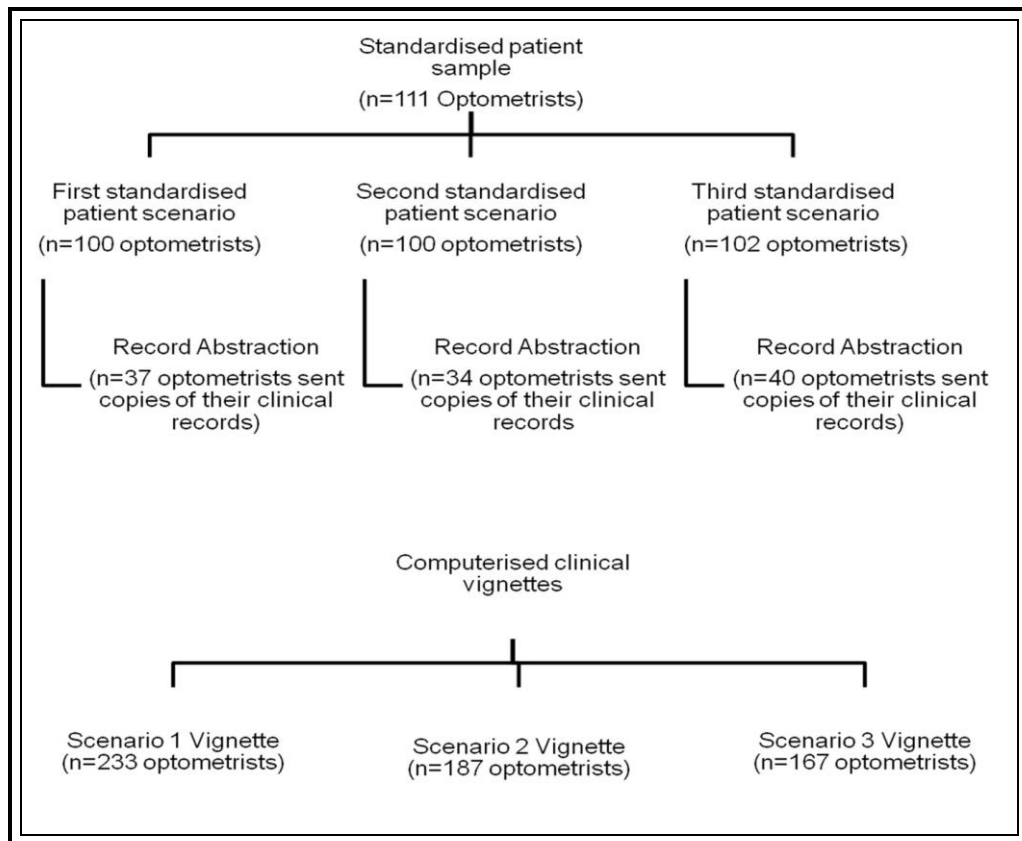 Standardised patient
sample
(n=111 Optometrists)
First standardised
patient scenario
(n=100 optometrists)
Second standardised
patient scenario
(n=100 optometrists)
Third standardised
patient scenario
(n=102 optometrists)
Record Abstraction
(n=37 optometrists sent
copies of their clinical
records)
Record Abstraction
(n=34 optometrists sent
copies of their clinical
records
Record Abstraction
(n=40 optometrists sent
copies of their clinical
records)
Computerised clinical
vignettes
Scenario 1 Vignette
(n=233 optometrists)
Scenario 2 Vignette
(n=187 optometrists)
Scenario 3 Vignette
(n=167 optometrists)